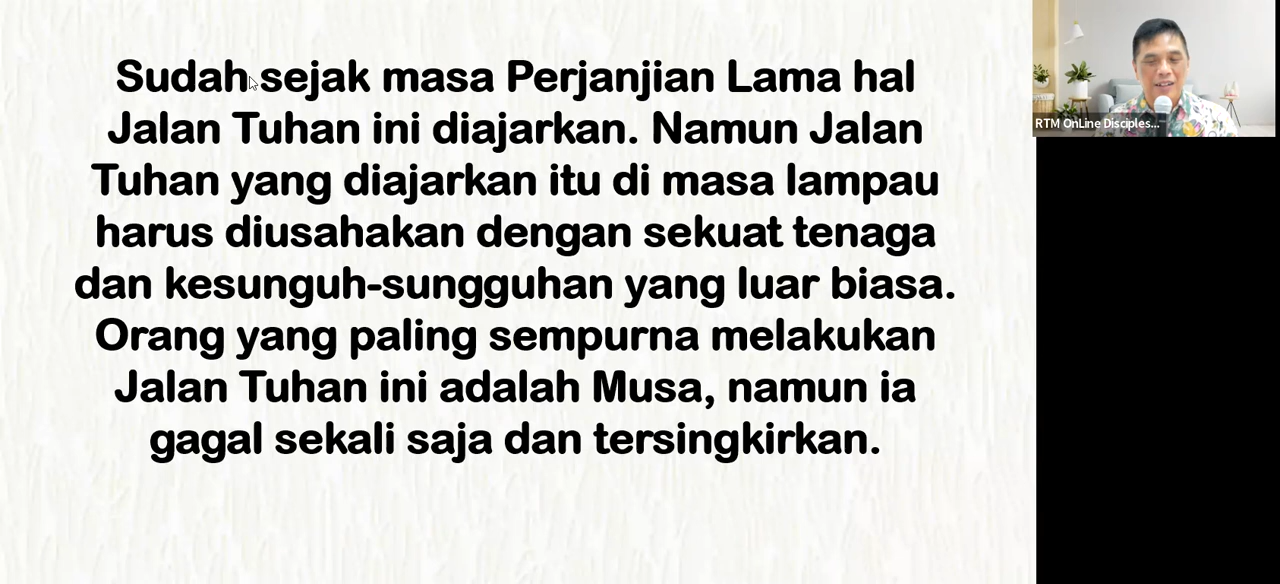 Sudah sejak masa Perjanjian Lama hal
Jalan Tuhan ini diajarkan. Namun Jalan
Tuhan yang diajarkan itu di masa lampau
harus diusahakan dengan sekuat tenaga
dan kesunguh-sungguhan yang luar biasa.
Orang yang paling sempurna melakukan
Jalan Tuhan ini adalah Musa, namun ia
gagal sekali saja dan tersingkirkan.
RTM OnLine Disciples...